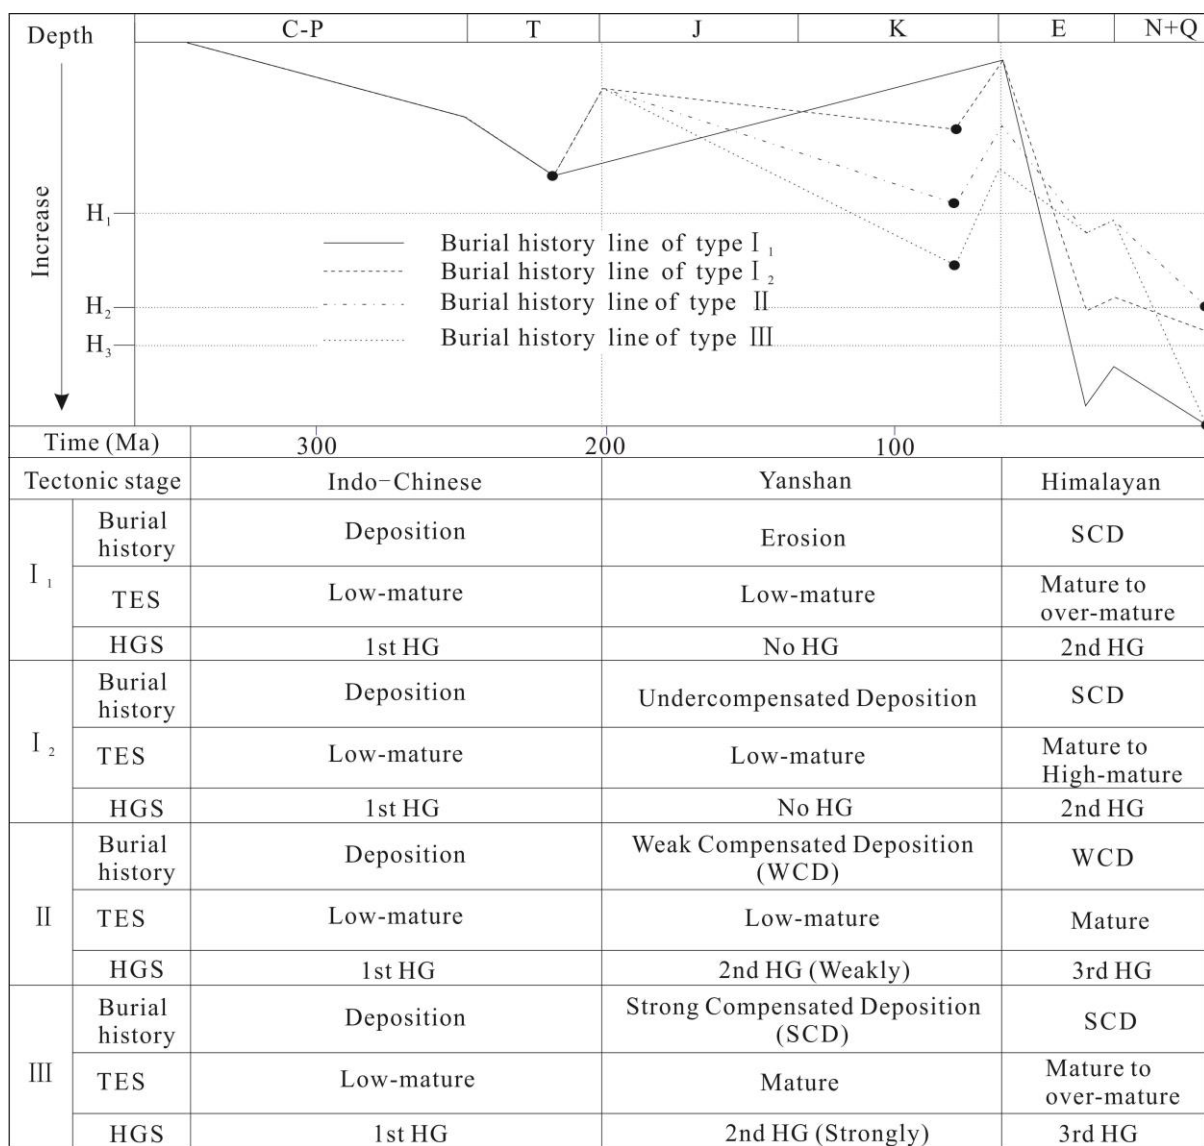 Depth C-P T J K E N+Q
Increase
H1
H2
H3
Burial history line of type Ⅰ1
Burial history line of type Ⅰ2
Burial history line of type Ⅱ
Burial history line of type Ⅲ
Time (Ma) 300 200 100
Tectonic stage Indo-Chinese Yanshan Himalayan
Ⅰ1
Burial
history
Deposition Erosion SCD
TES Low-mature Low-mature Mature to
over-mature
HGS 1st HG No HG 2nd HG
Ⅰ2
Burial
history
Deposition Undercompensated Deposition SCD
TES Low-mature Low-mature Mature to
High-mature
HGS 1st HG No HG 2nd HG
Ⅱ
Burial
history
Deposition Weak Compensated Deposition
(WCD)
WCD
TES Low-mature Low-mature Mature
HGS 1st HG 2nd HG (Weakly) 3rd HG
Ⅲ
Burial
history
Deposition Strong Compensated Deposition
(SCD)
SCD
TES Low-mature Mature Mature to
over-mature
HGS 1st HG 2nd HG (Strongly) 3rd HG